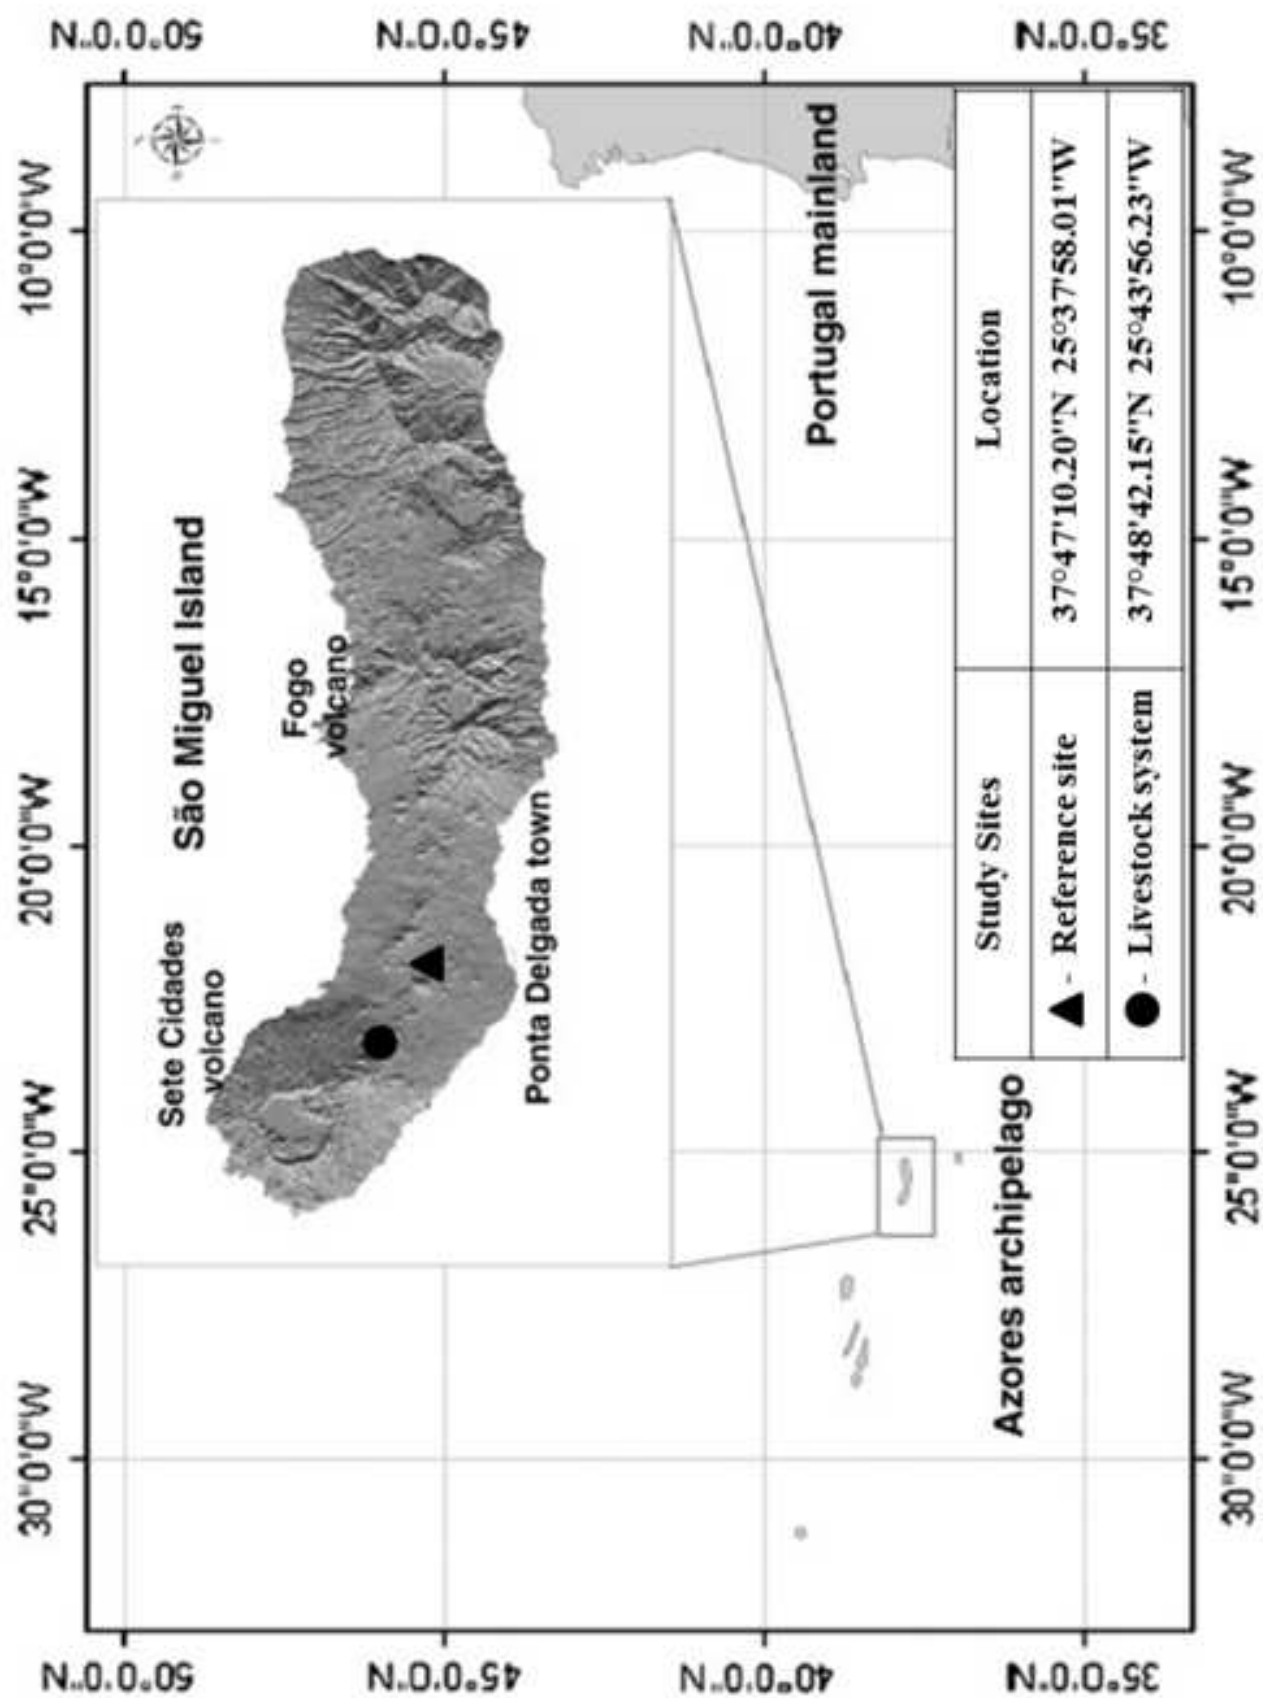 30°0'0"W
25°0'0"W
20°0'0"W
15°0'0"W
10°0'0"W
50°0'0"N
50°0'0"N
45°0'0"N
45°0'0"N
40°0'0"N
40°0'0"N
35°0'0"N
35°0'0"N
São Miguel Island
Sete Cidades
volcano
Fogo
volcano
Ponta Delgada town
Portugal mainland
Azores archipelago
Study Sites
Location
- Reference site
37°47'10.20"N 25°37'58.01"W
- Livestock system
37°48'42.15"N 25°43'56.23"W
30°0'0"W
25°0'0"W
20°0'0"W
15°0'0"W
10°0'0"W